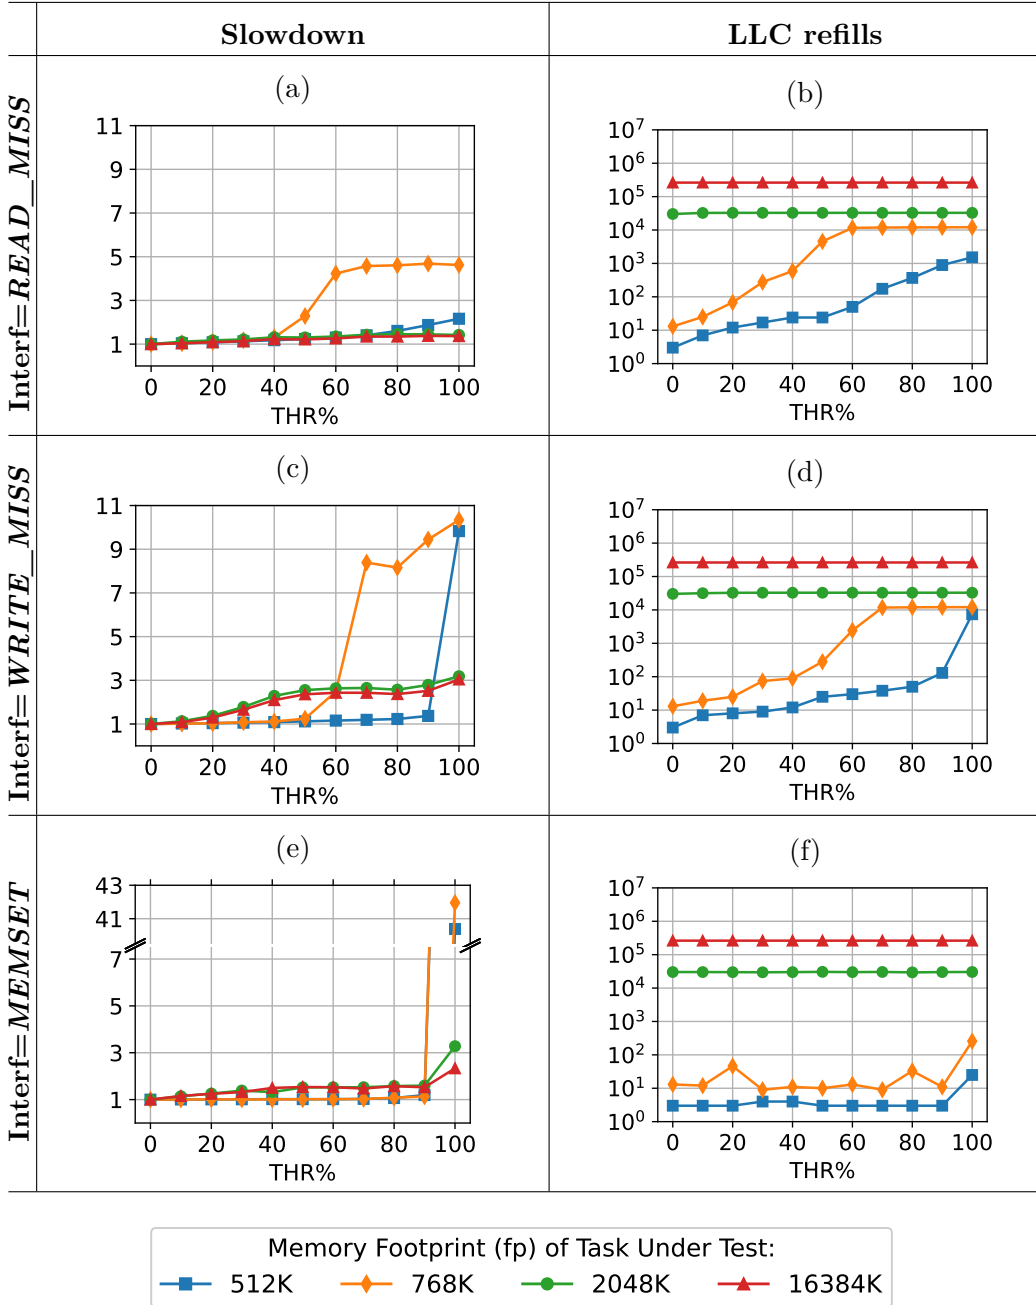 Slowdown
LLC refills
Interf=READ_MISS
(a)
11
9
7
5
3
1
0 20 40 60 80 100
THR%
(b)
10^7
10^6
10^5
10^4
10^3
10^2
10^1
10^0
0 20 40 60 80 100
THR%
Interf=WRITE_MISS
(c)
11
9
7
5
3
1
0 20 40 60 80 100
THR%
(d)
10^7
10^6
10^5
10^4
10^3
10^2
10^1
10^0
0 20 40 60 80 100
THR%
Interf=MEMSET
(e)
43
41
7
5
3
1
0 20 40 60 80 100
THR%
(f)
10^7
10^6
10^5
10^4
10^3
10^2
10^1
10^0
0 20 40 60 80 100
THR%
Memory Footprint (fp) of Task Under Test:
512K 768K 2048K 16384K